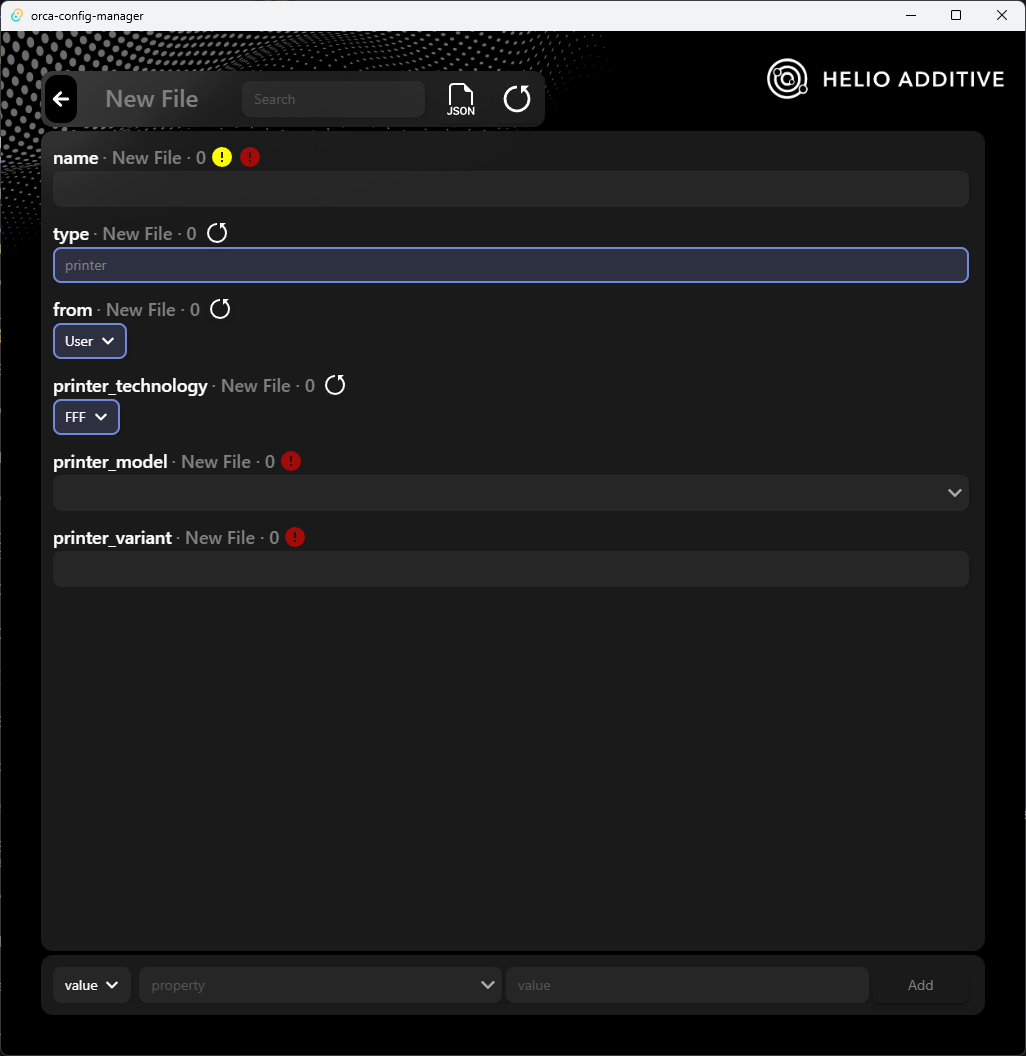 orca-config-manager
HELIO ADDITIVE
New File
Search
JSON
name · New File · 0 ! !
type · New File · 0
printer
from · New File · 0
User
printer_technology · New File · 0
FFF
printer_model · New File · 0 !
printer_variant · New File · 0 !
value property value Add